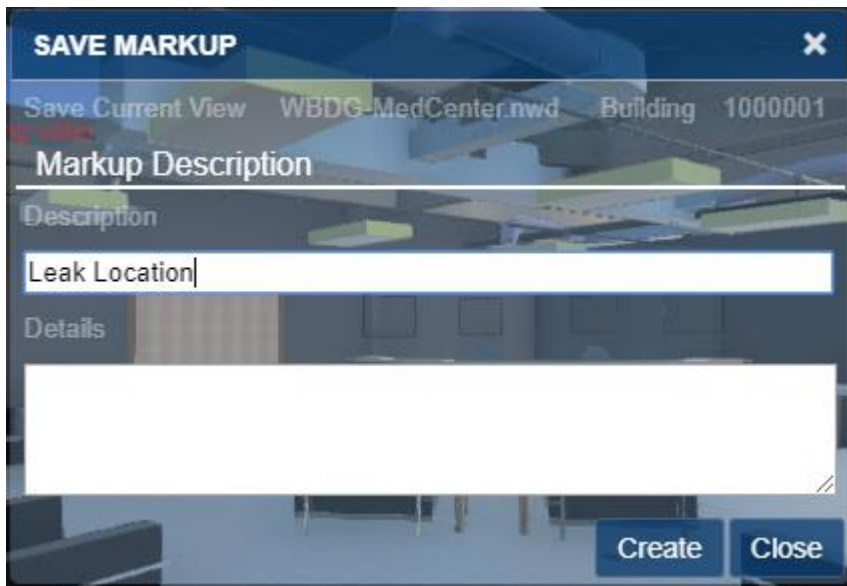 SAVE MARKUP ×
Save Current View WBDG-MedCenter.nwd Building 1000001
Markup Description
Description
Leak Location
Details
Create Close